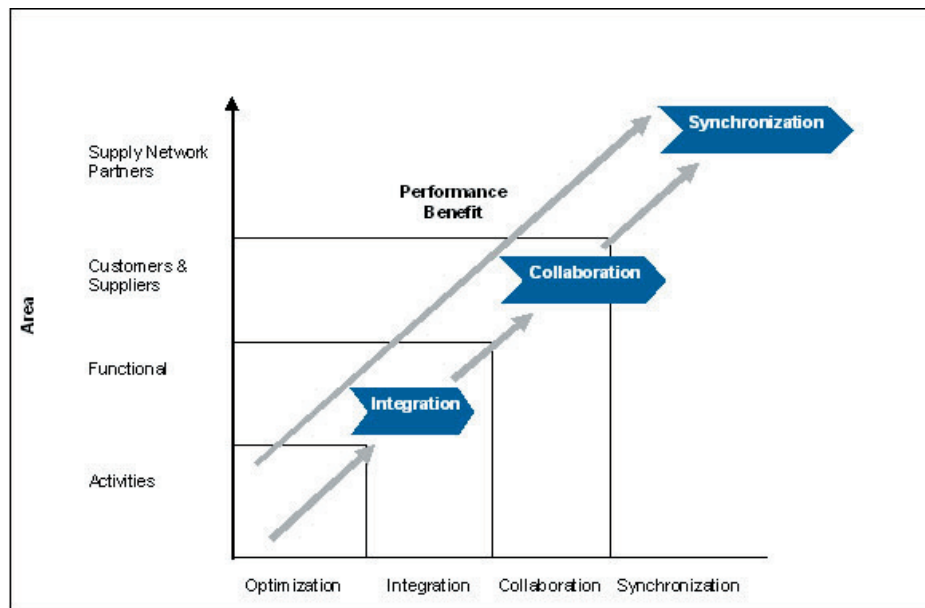 Synchronization
Supply Network
Partners
Performance
Benefit
Customers &
Suppliers
Collaboration
Area
Functional
Integration
Activities
Optimization
Integration
Collaboration
Synchronization